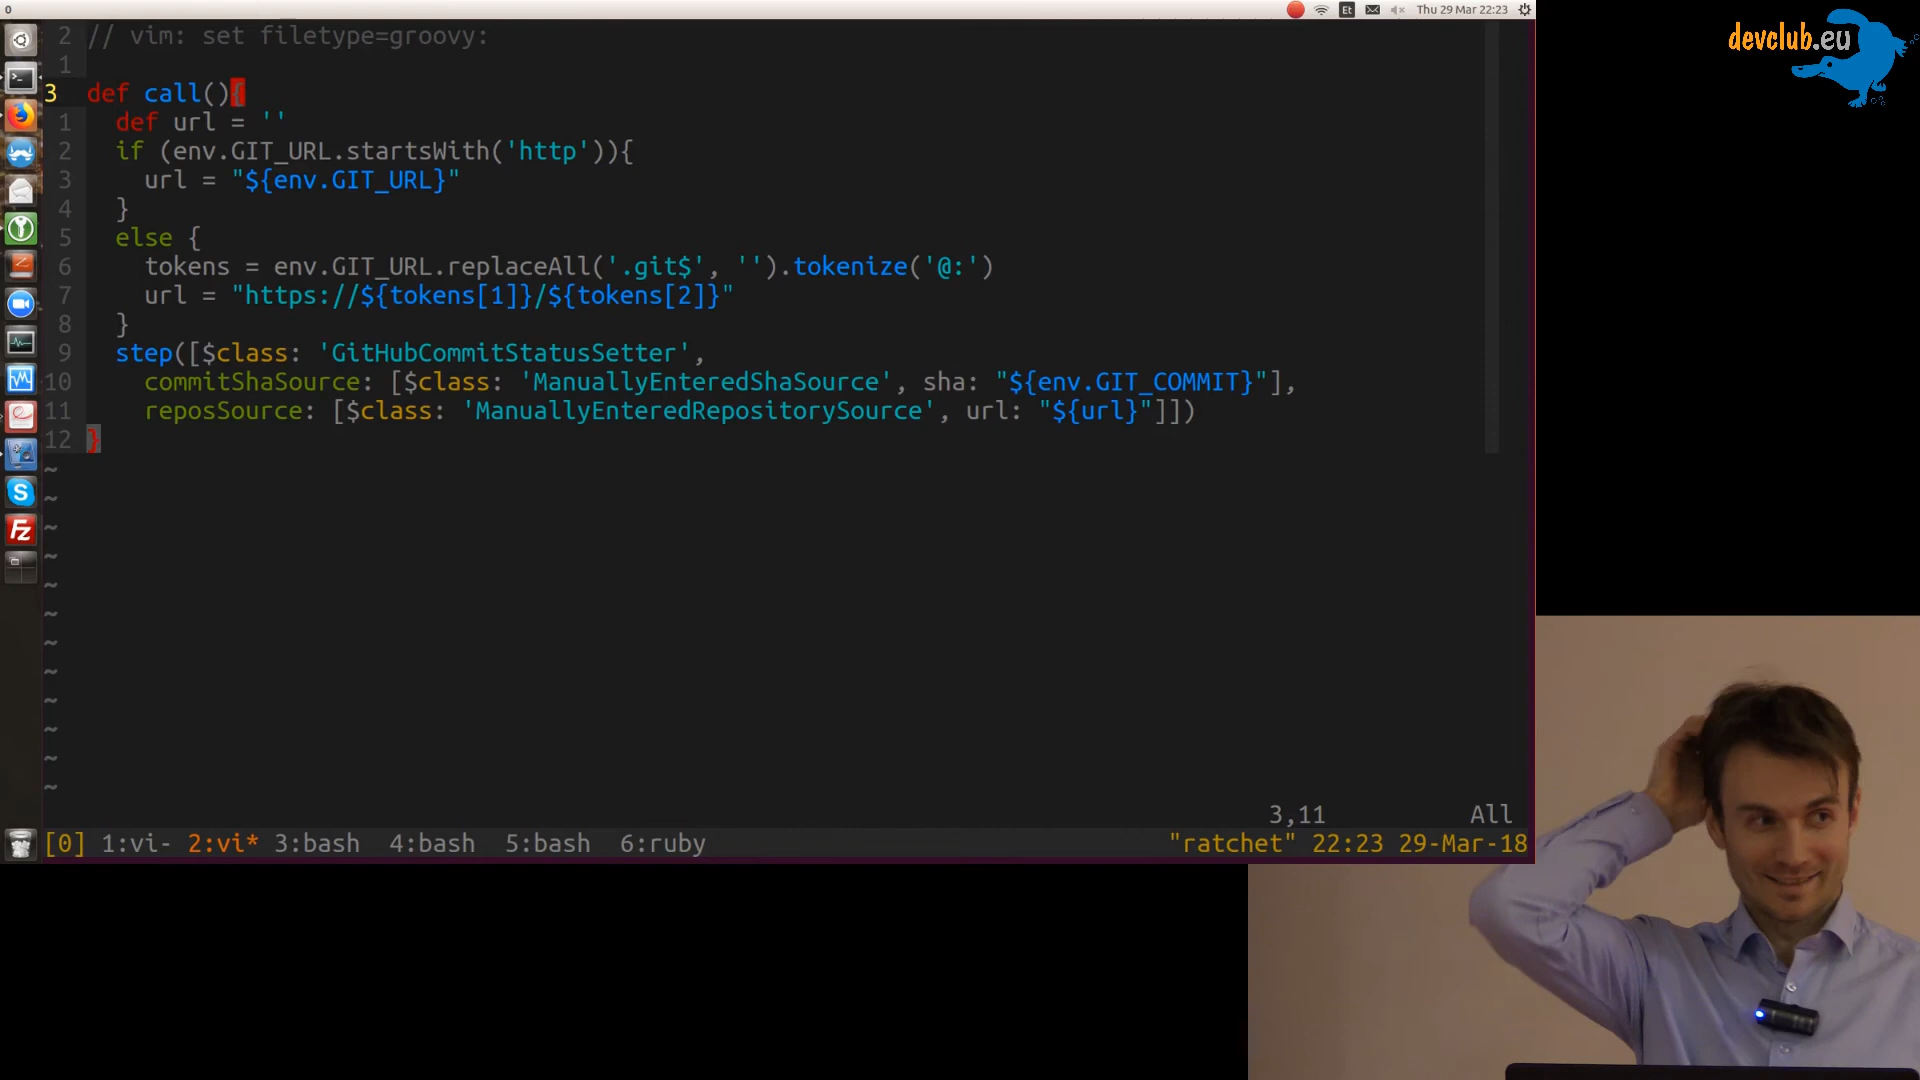 0
Et
Thu 29 Mar 22:23
devclub.eu
2 // vim: set filetype=groovy:
1
3 def call(){
1   def url = ''
2   if (env.GIT_URL.startsWith('http')){
3     url = "${env.GIT_URL}"
4   }
5   else {
6     tokens = env.GIT_URL.replaceAll('.git$', '').tokenize('@:')
7     url = "https://${tokens[1]}/${tokens[2]}"
8   }
9   step([$class: 'GitHubCommitStatusSetter',
10     commitShaSource: [$class: 'ManuallyEnteredShaSource', sha: "${env.GIT_COMMIT}"],
11     reposSource: [$class: 'ManuallyEnteredRepositorySource', url: "${url}"]])
12 }
~
~
~
~
~
~
~
~
~
~
~
~
S
Fz
3,11 All
[0] 1:vi- 2:vi* 3:bash 4:bash 5:bash 6:ruby "ratchet" 22:23 29-Mar-18